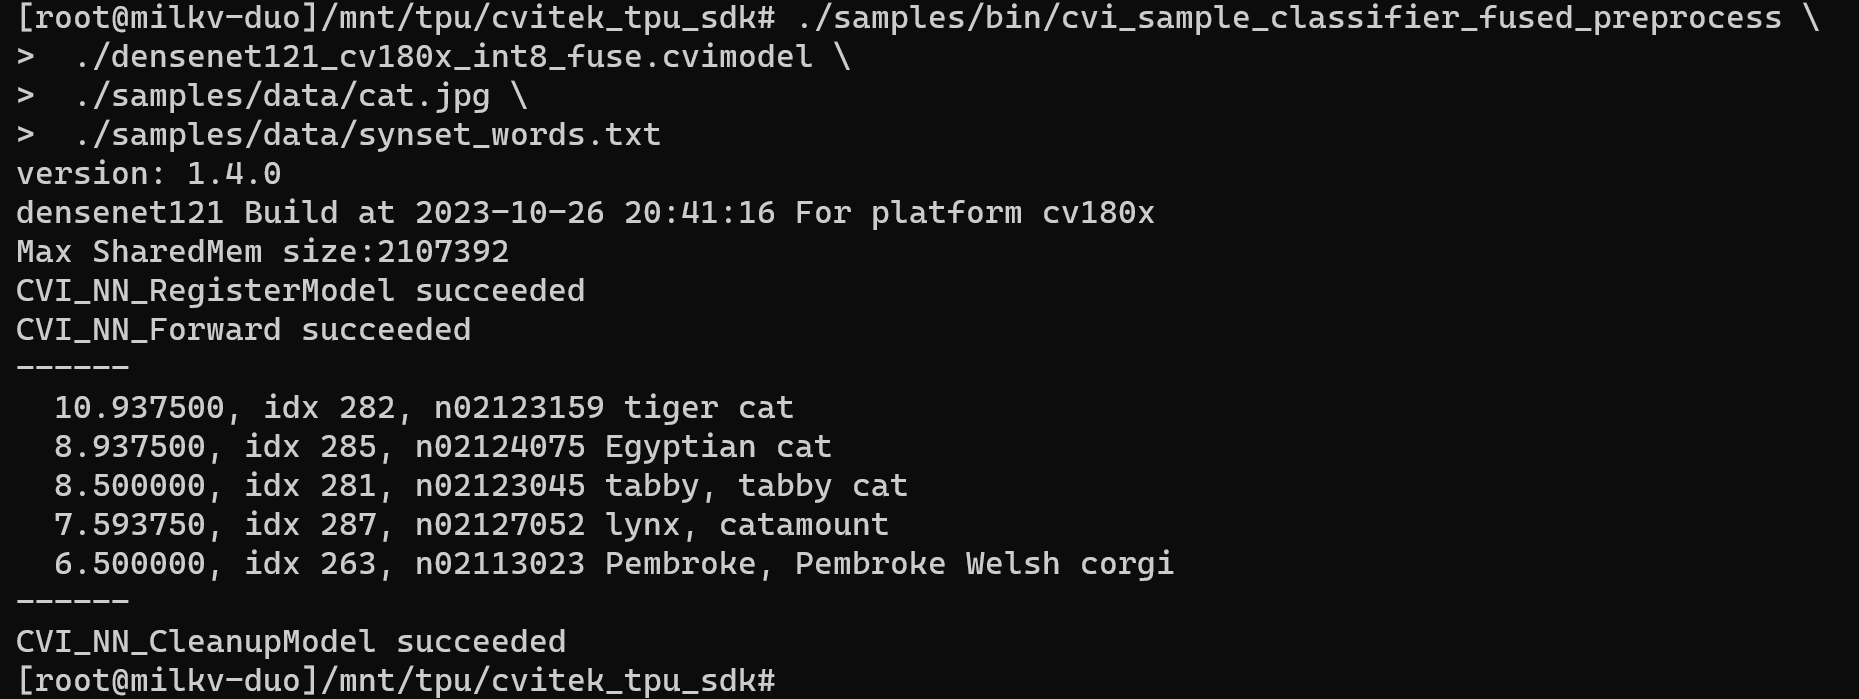 [root@milkv-duo]/mnt/tpu/cvitek_tpu_sdk# ./samples/bin/cvi_sample_classifier_fused_preprocess \
>  ./densenet121_cv180x_int8_fuse.cvimodel \
>  ./samples/data/cat.jpg \
>  ./samples/data/synset_words.txt
version: 1.4.0
densenet121 Build at 2023-10-26 20:41:16 For platform cv180x
Max SharedMem size:2107392
CVI_NN_RegisterModel succeeded
CVI_NN_Forward succeeded
------
  10.937500, idx 282, n02123159 tiger cat
  8.937500, idx 285, n02124075 Egyptian cat
  8.500000, idx 281, n02123045 tabby, tabby cat
  7.593750, idx 287, n02127052 lynx, catamount
  6.500000, idx 263, n02113023 Pembroke, Pembroke Welsh corgi
------
CVI_NN_CleanupModel succeeded
[root@milkv-duo]/mnt/tpu/cvitek_tpu_sdk#